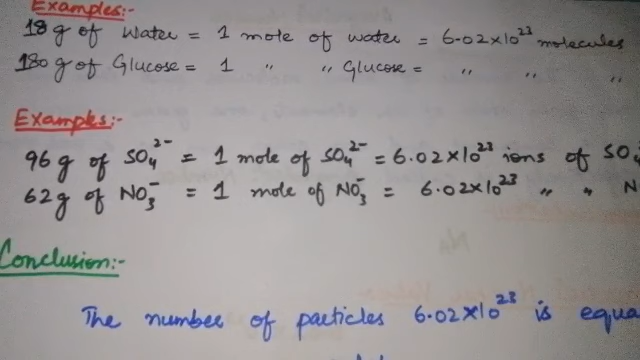 Examples:-
18 g of Water = 1 mole of water = 6.02×10²³ molecules
180 g of Glucose = 1 " " Glucose = " " "
Examples:-
96 g of SO₄²⁻ = 1 mole of SO₄²⁻ = 6.02×10²³ ions of SO₄
62 g of NO₃⁻ = 1 mole of NO₃⁻ = 6.02×10²³ " " N
Conclusion:-
The number of particles 6.02×10²³ is equa